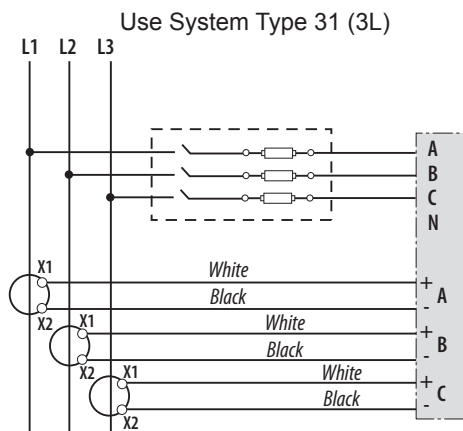 Use System Type 31 (3L)
L1 L2 L3
A
B
C
N
X1 White +
A
Black -
X2 X1 White +
B
Black -
X2 X1 White +
C
Black -
X2